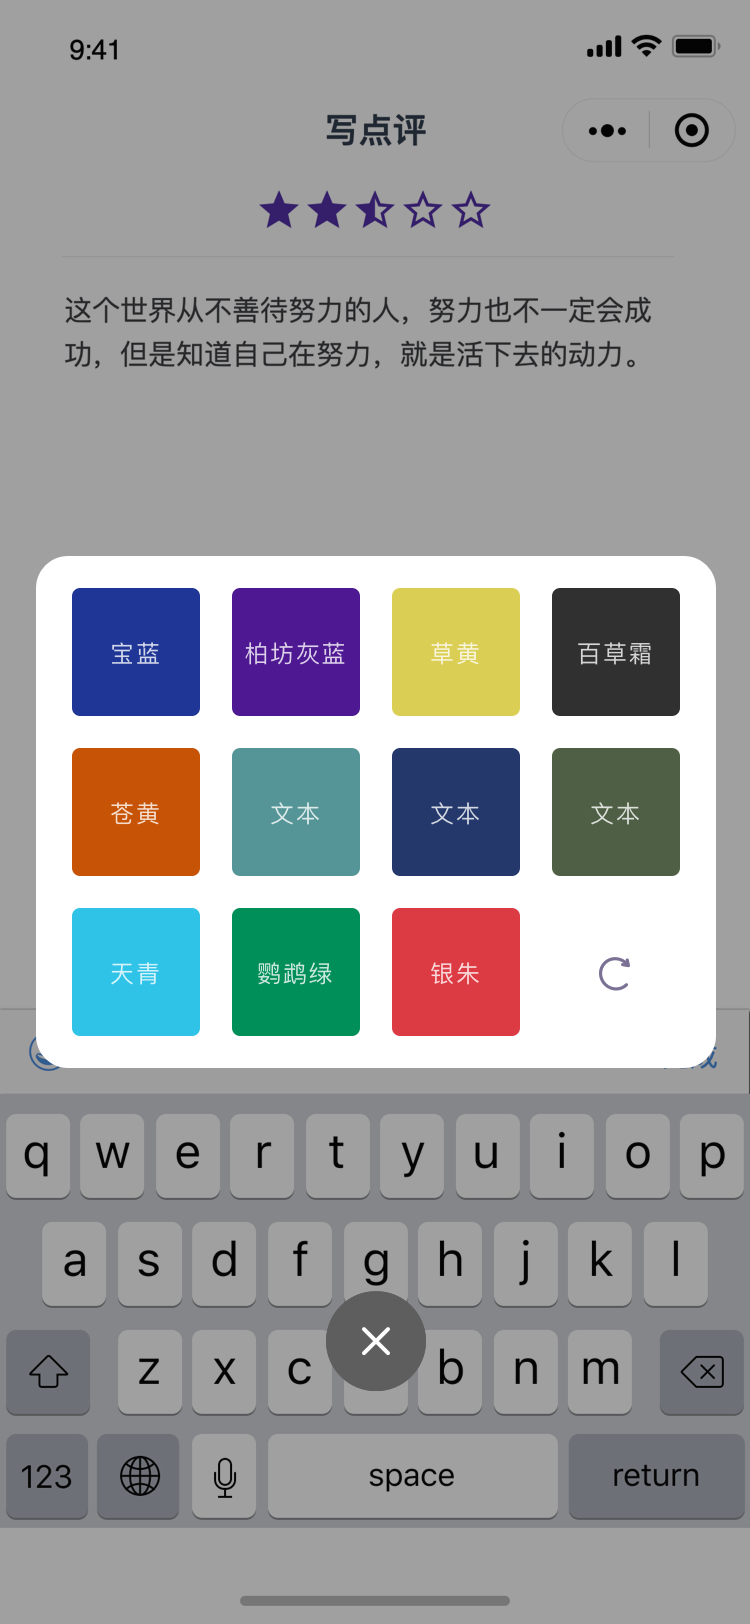 9:41
写点评
这个世界从不善待努力的人，努力也不一定会成
功，但是知道自己在努力，就是活下去的动力。
宝蓝
柏坊灰蓝
草黄
百草霜
苍黄
文本
文本
文本
天青
鹦鹉绿
银朱
q w e r t y u i o p
a s d f g h j k l
z x c b n m
123 space return